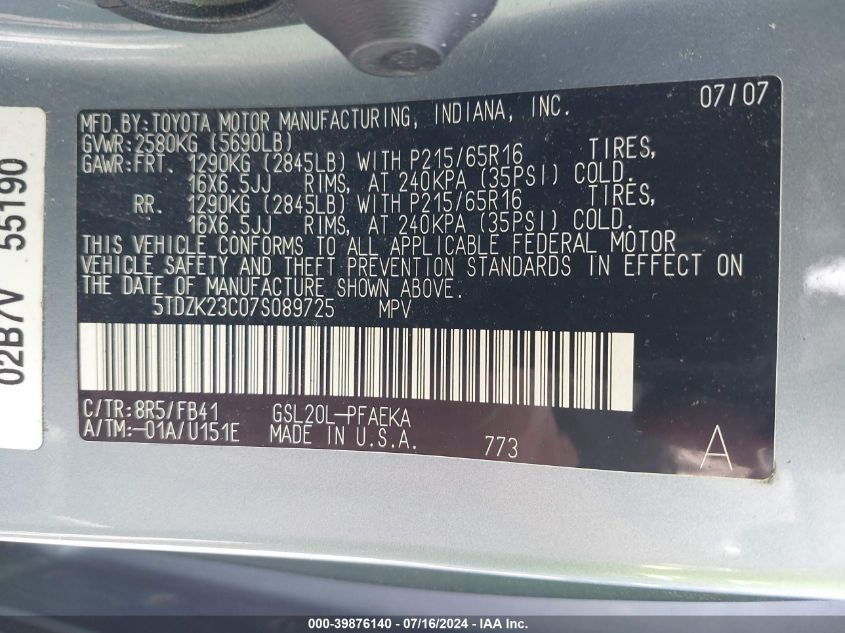 MFD.BY:TOYOTA MOTOR MANUFACTURING, INDIANA, INC. 07/07
GVWR:2580KG (5690LB)
GAWR:FRT. 1290KG (2845LB) WITH P215/65R16 TIRES,
16X6.5JJ RIMS, AT 240KPA (35PSI) COLD.
RR. 1290KG (2845LB) WITH P215/65R16 TIRES,
16X6.5JJ RIMS, AT 240KPA (35PSI) COLD.
THIS VEHICLE CONFORMS TO ALL APPLICABLE FEDERAL MOTOR
VEHICLE SAFETY AND THEFT PREVENTION STANDARDS IN EFFECT ON
THE DATE OF MANUFACTURE SHOWN ABOVE.
5TDZK23C07S089725 MPV
C/TR:8R5/FB41 GSL20L-PFAEKA
A/TM:-01A/U151E MADE IN U.S.A. 773 A
02B7V 55190
000-39876140 - 07/16/2024 - IAA Inc.